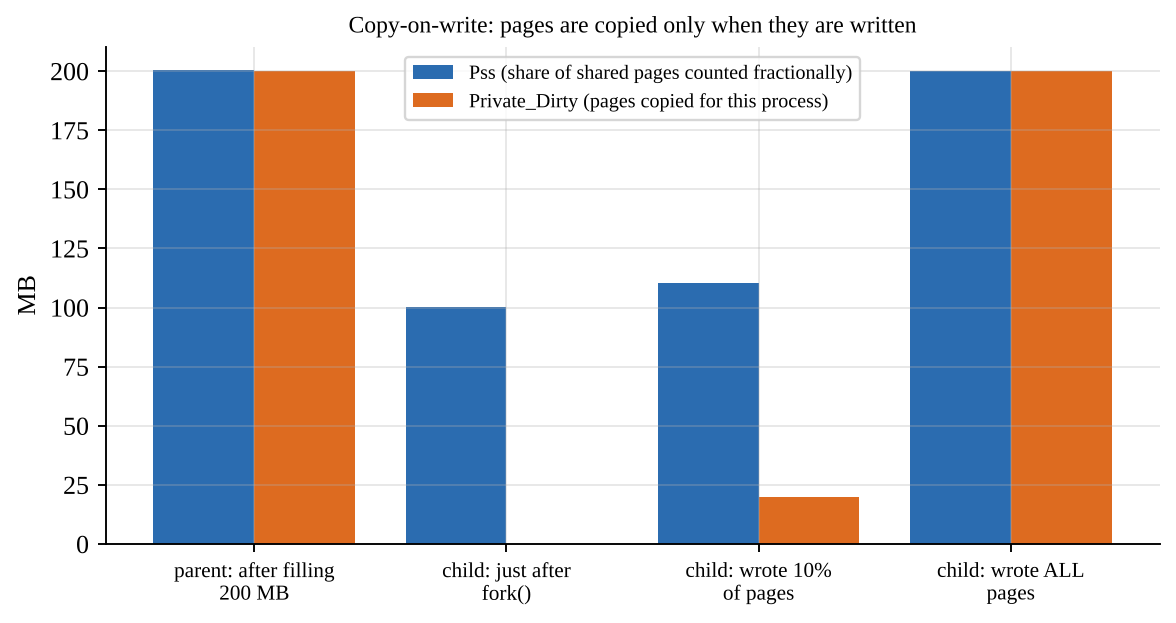 Copy-on-write: pages are copied only when they are written
Pss (share of shared pages counted fractionally)
Private_Dirty (pages copied for this process)
MB
200
175
150
125
100
75
50
25
0
parent: after filling
200 MB
child: just after
fork()
child: wrote 10%
of pages
child: wrote ALL
pages